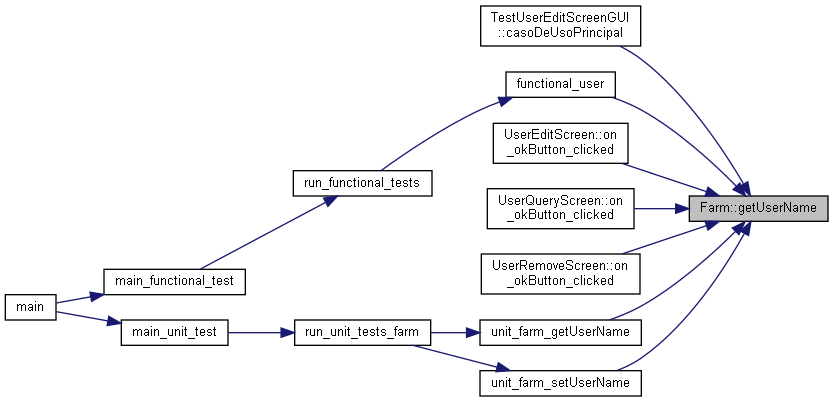 TestUserEditScreenGUI
::casoDeUsoPrincipal
functional_user
UserEditScreen::on
_okButton_clicked
run_functional_tests
UserQueryScreen::on
_okButton_clicked
Farm::getUserName
UserRemoveScreen::on
_okButton_clicked
main_functional_test
main
main_unit_test
run_unit_tests_farm
unit_farm_getUserName
unit_farm_setUserName